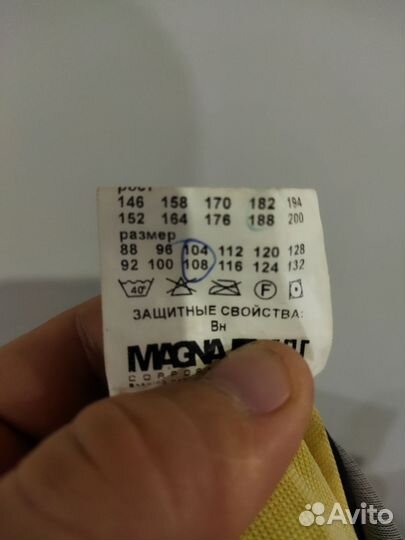 рост
146 158 170 182 194
152 164 176 188 200
размер
88 96 104 112 120 128
92 100 108 116 124 132
40° F
ЗАЩИТНЫЕ СВОЙСТВА:
Вн
MAGNA
Avito